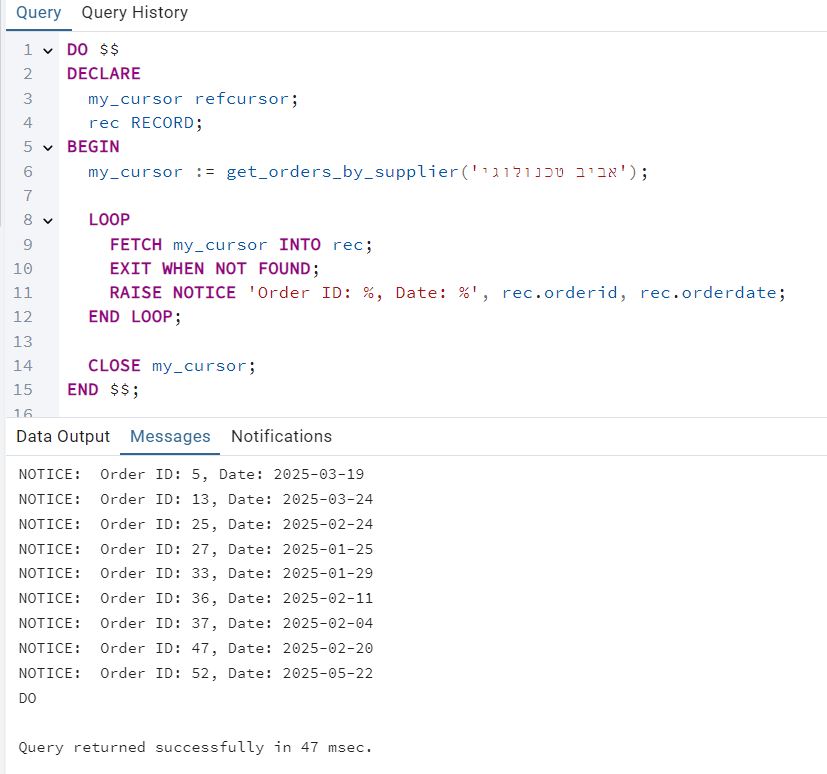 Query Query History
1 DO $$
2 DECLARE
3 my_cursor refcursor;
4 rec RECORD;
5 BEGIN
6 my_cursor := get_orders_by_supplier('אביב טכנולוגי');
7
8 LOOP
9 FETCH my_cursor INTO rec;
10 EXIT WHEN NOT FOUND;
11 RAISE NOTICE 'Order ID: %, Date: %', rec.orderid, rec.orderdate;
12 END LOOP;
13
14 CLOSE my_cursor;
15 END $$;
16
Data Output Messages Notifications
NOTICE: Order ID: 5, Date: 2025-03-19
NOTICE: Order ID: 13, Date: 2025-03-24
NOTICE: Order ID: 25, Date: 2025-02-24
NOTICE: Order ID: 27, Date: 2025-01-25
NOTICE: Order ID: 33, Date: 2025-01-29
NOTICE: Order ID: 36, Date: 2025-02-11
NOTICE: Order ID: 37, Date: 2025-02-04
NOTICE: Order ID: 47, Date: 2025-02-20
NOTICE: Order ID: 52, Date: 2025-05-22
DO
Query returned successfully in 47 msec.